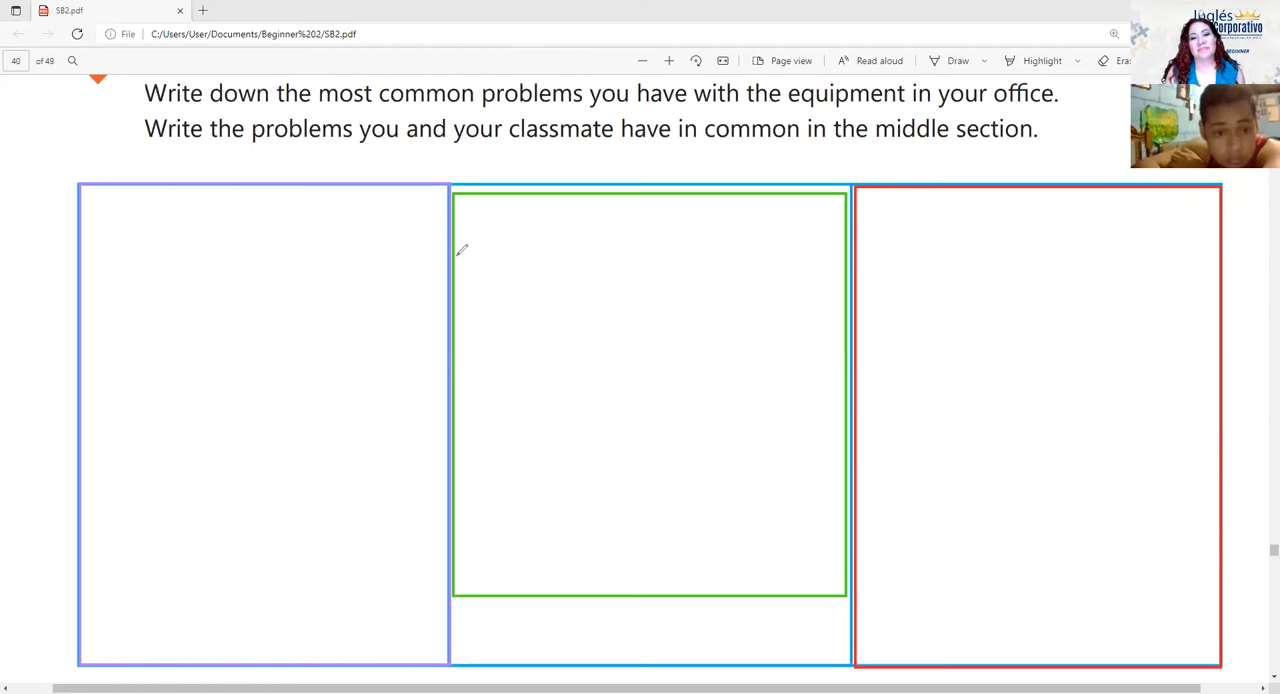 SB2.pdf
File
C:/Users/User/Documents/Beginner%202/SB2.pdf
40 of 49
Page view
Read aloud
Draw
Highlight
Write down the most common problems you have with the equipment in your office.
Write the problems you and your classmate have in common in the middle section.
Inglés
Corporativo
BEGINNER